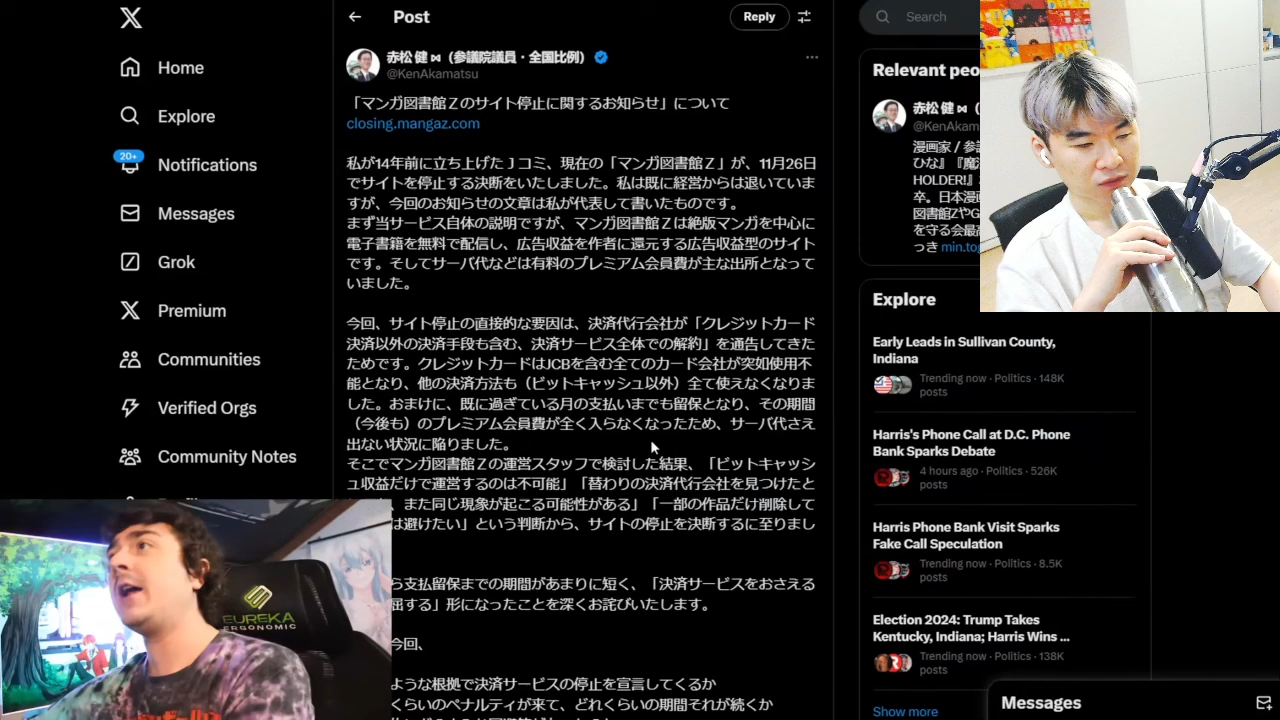 Home
Explore
20+
Notifications
Messages
Grok
Premium
Communities
Verified Orgs
Community Notes
Post
Reply
赤松 健 ⋈（参議院議員・全国比例）
@KenAkamatsu
「マンガ図書館Ｚのサイト停止に関するお知らせ」について
closing.mangaz.com
私が14年前に立ち上げたＪコミ、現在の「マンガ図書館Ｚ」が、11月26日
でサイトを停止する決断をいたしました。私は既に経営からは退いていま
すが、今回のお知らせの文章は私が代表して書いたものです。
まず当サービス自体の説明ですが、マンガ図書館Ｚは絶版マンガを中心に
電子書籍を無料で配信し、広告収益を作者に還元する広告収益型のサイト
です。そしてサーバ代などは有料のプレミアム会員費が主な出所となって
いました。
今回、サイト停止の直接的な要因は、決済代行会社が「クレジットカード
決済以外の決済手段も含む、決済サービス全体での解約」を通告してきた
ためです。クレジットカードはJCBを含む全てのカード会社が突如使用不
能となり、他の決済方法も（ビットキャッシュ以外）全て使えなくなりま
した。おまけに、既に過ぎている月の支払いまでも留保となり、その期間
（今後も）のプレミアム会員費が全く入らなくなったため、サーバ代さえ
出ない状況に陥りました。
そこでマンガ図書館Ｚの運営スタッフで検討した結果、「ビットキャッシ
ュ収益だけで運営するのは不可能」「替わりの決済代行会社を見つけたと
、また同じ現象が起こる可能性がある」「一部の作品だけ削除して
は避けたい」という判断から、サイトの停止を決断するに至りまし
ら支払留保までの期間があまりに短く、「決済サービスをおさえる
屈する」形になったことを深くお詫びいたします。
今回、
ような根拠で決済サービスの停止を宣言してくるか
くらいのペナルティが来て、どれくらいの期間それが続くか
Search
Relevant peo
赤松 健 ⋈（
@KenAkam
漫画家 / 参
ひな』『魔
HOLDER!』
卒。日本漫
図書館ZやG
を守る会最
っき min.to
Explore
Early Leads in Sullivan County,
Indiana
Trending now · Politics · 148K
posts
Harris's Phone Call at D.C. Phone
Bank Sparks Debate
4 hours ago · Politics · 526K
posts
Harris Phone Bank Visit Sparks
Fake Call Speculation
Trending now · Politics · 8.5K
posts
Election 2024: Trump Takes
Kentucky, Indiana; Harris Wins ...
Trending now · Politics · 138K
posts
Show more
Messages
EUREKA
ERGONOMIC